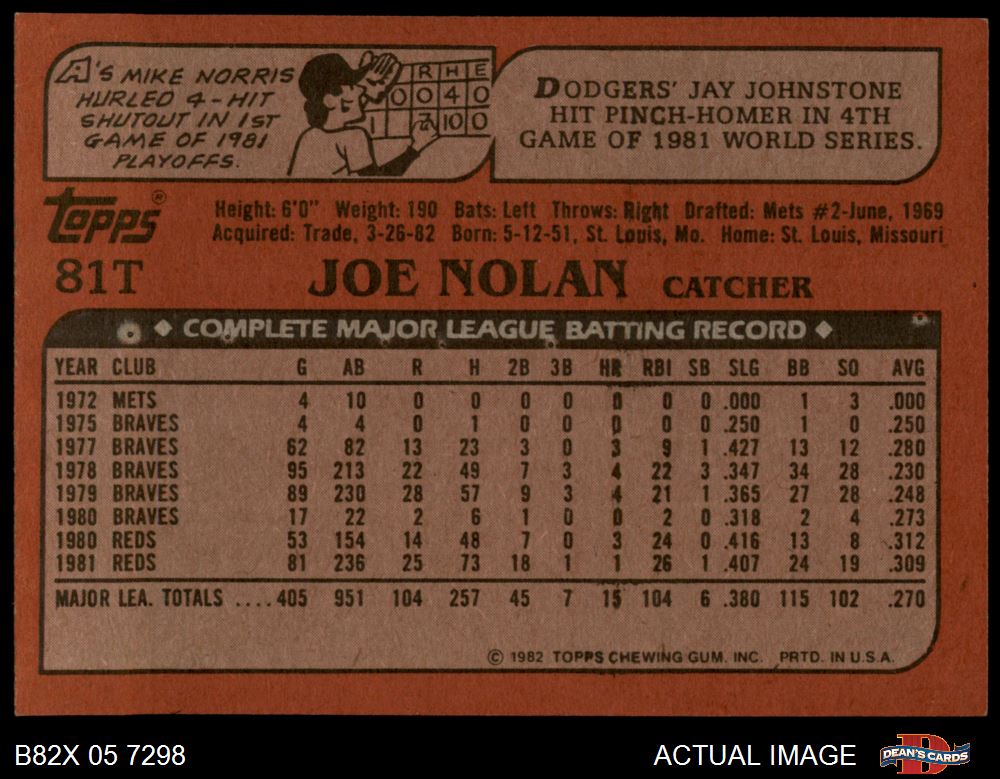 A's MIKE NORRIS
HURLED 4-HIT
SHUTOUT IN 1ST
GAME OF 1981
PLAYOFFS.
R H E
0 0 4 0
1 10 0
DODGERS' JAY JOHNSTONE
HIT PINCH-HOMER IN 4TH
GAME OF 1981 WORLD SERIES.
Topps®
Height: 6'0" Weight: 190 Bats: Left Throws: Right Drafted: Mets #2-June, 1969
Acquired: Trade, 3-26-82 Born: 5-12-51, St. Louis, Mo. Home: St. Louis, Missouri
81T JOE NOLAN CATCHER
COMPLETE MAJOR LEAGUE BATTING RECORD
YEAR CLUB G AB R H 2B 3B HR RBI SB SLG BB SO AVG
1972 METS 4 10 0 0 0 0 0 0 0 .000 1 3 .000
1975 BRAVES 4 4 0 1 0 0 0 0 0 .250 1 0 .250
1977 BRAVES 62 82 13 23 3 0 3 9 1 .427 13 12 .280
1978 BRAVES 95 213 22 49 7 3 4 22 3 .347 34 28 .230
1979 BRAVES 89 230 28 57 9 3 4 21 1 .365 27 28 .248
1980 BRAVES 17 22 2 6 1 0 0 2 0 .318 2 4 .273
1980 REDS 53 154 14 48 7 0 3 24 0 .416 13 8 .312
1981 REDS 81 236 25 73 18 1 1 26 1 .407 24 19 .309
MAJOR LEA. TOTALS ....405 951 104 257 45 7 15 104 6 .380 115 102 .270
© 1982 TOPPS CHEWING GUM. INC. PRTD. IN U.S.A.
B82X 05 7298
ACTUAL IMAGE
DEAN'S CARDS